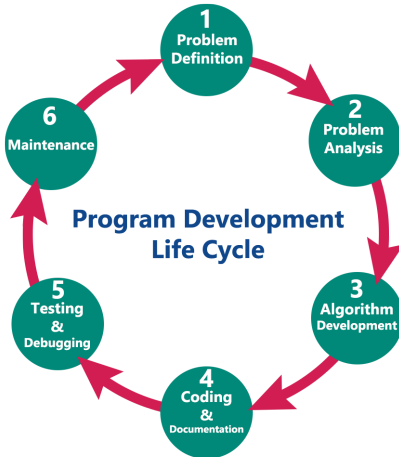 1
Problem
Definition
2
Problem
Analysis
3
Algorithm
Development
4
Coding
&
Documentation
5
Testing
&
Debugging
6
Maintenance
Program Development
Life Cycle